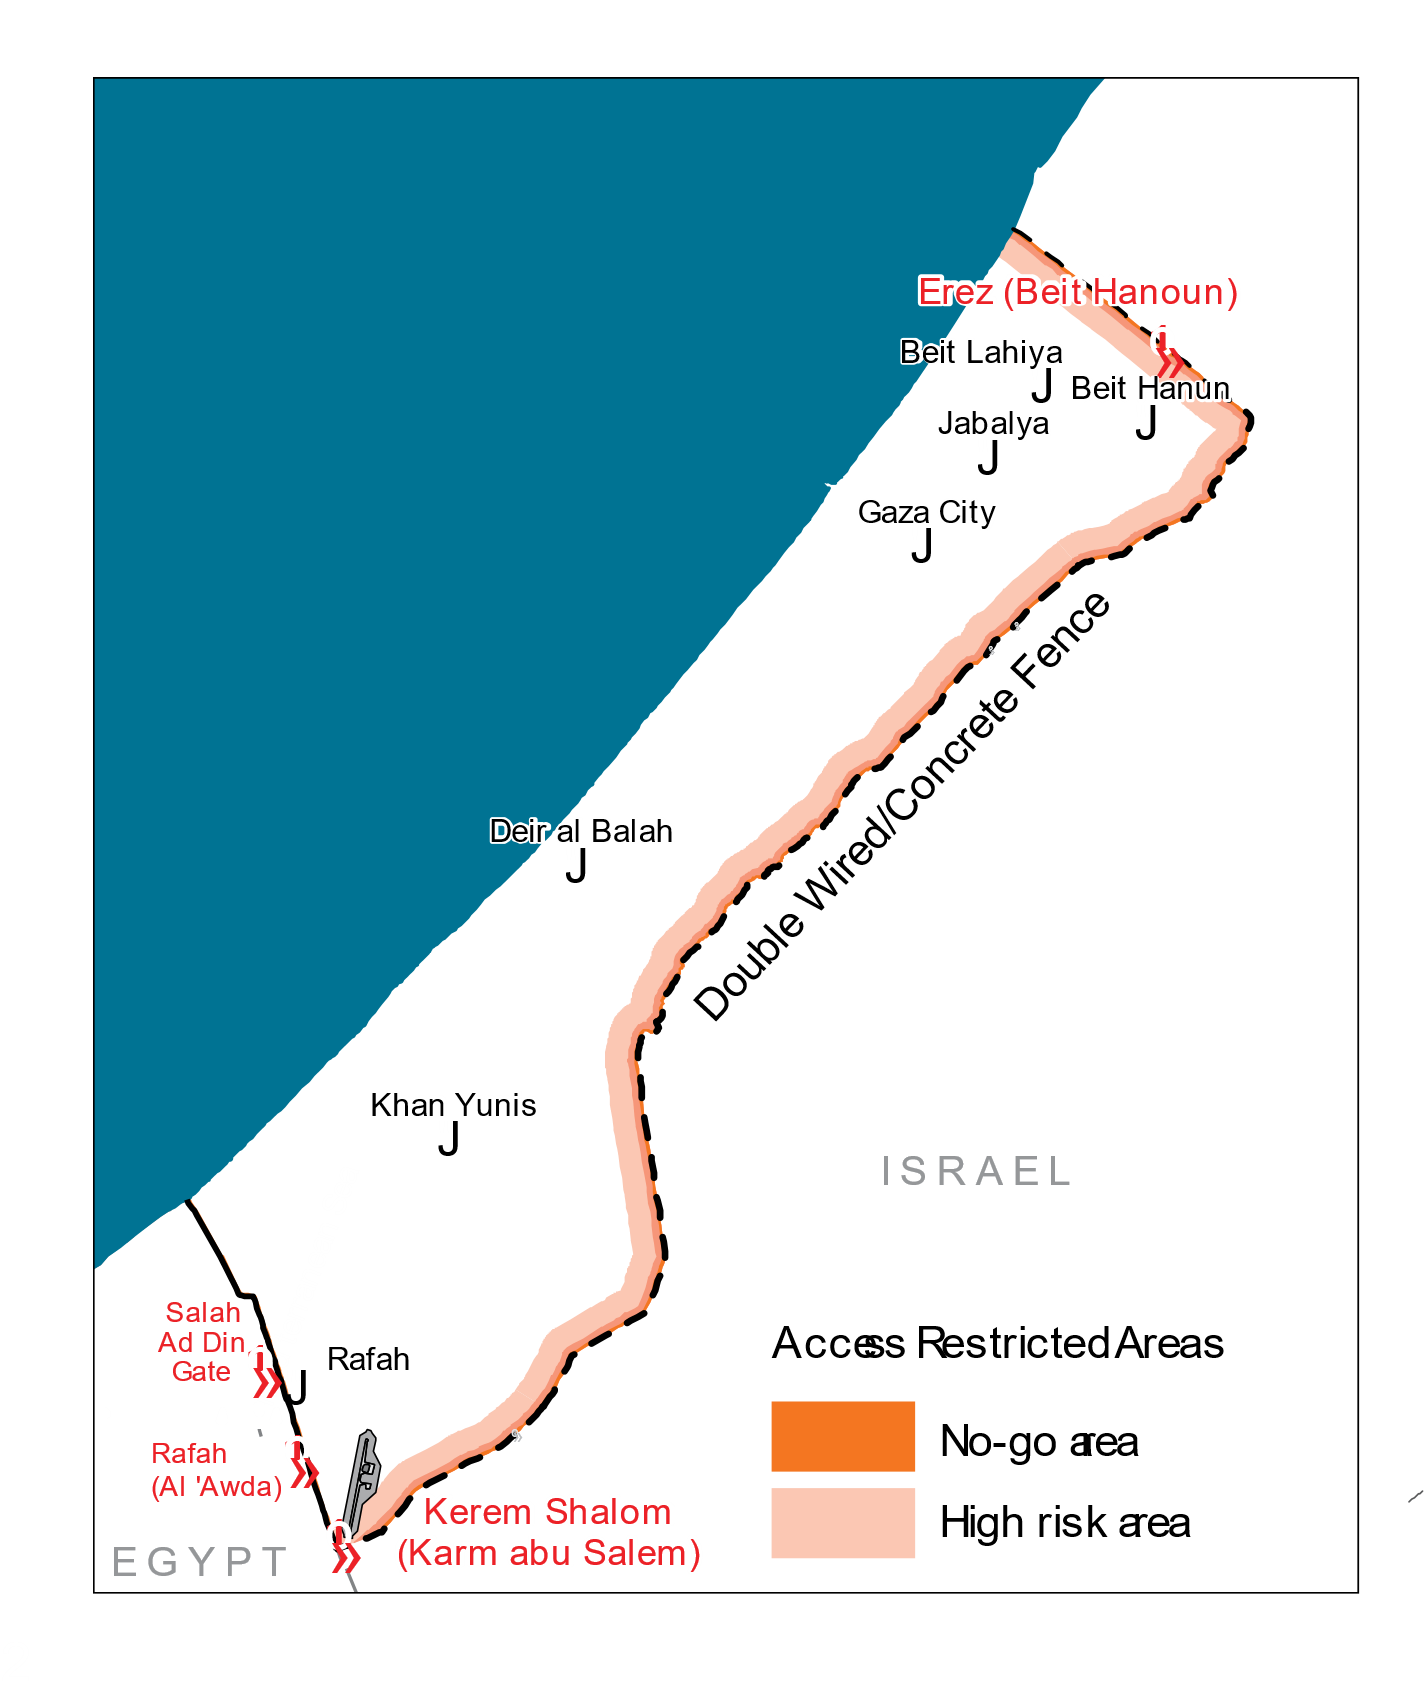 Erez (Beit Hanoun)
Beit Lahiya
J
Beit Hanun
J
Jabalya
J
Gaza City
J
Double Wired/Concrete Fence
Deir al Balah
J
Khan Yunis
J
ISRAEL
Salah
Ad Din
Gate
Rafah
J
Rafah
(Al 'Awda)
Kerem Shalom
(Karm abu Salem)
EGYPT
Access Restricted Areas
No-go area
High risk area